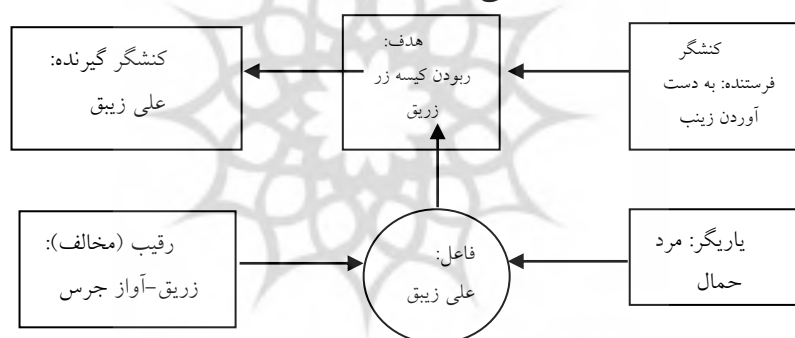 کنشگر
فرستنده: به دست
آوردن زینب
هدف:
ربودن کیسه زر
زریق
کنشگر گیرنده:
علی زیبق
یاریگر: مرد
حمال
فاعل:
علی زیبق
رقیب (مخالف):
زریق-آواز جرس